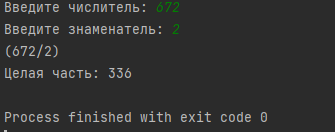 Введите числитель: 672
Введите знаменатель: 2
(672/2)
Целая часть: 336
Process finished with exit code 0